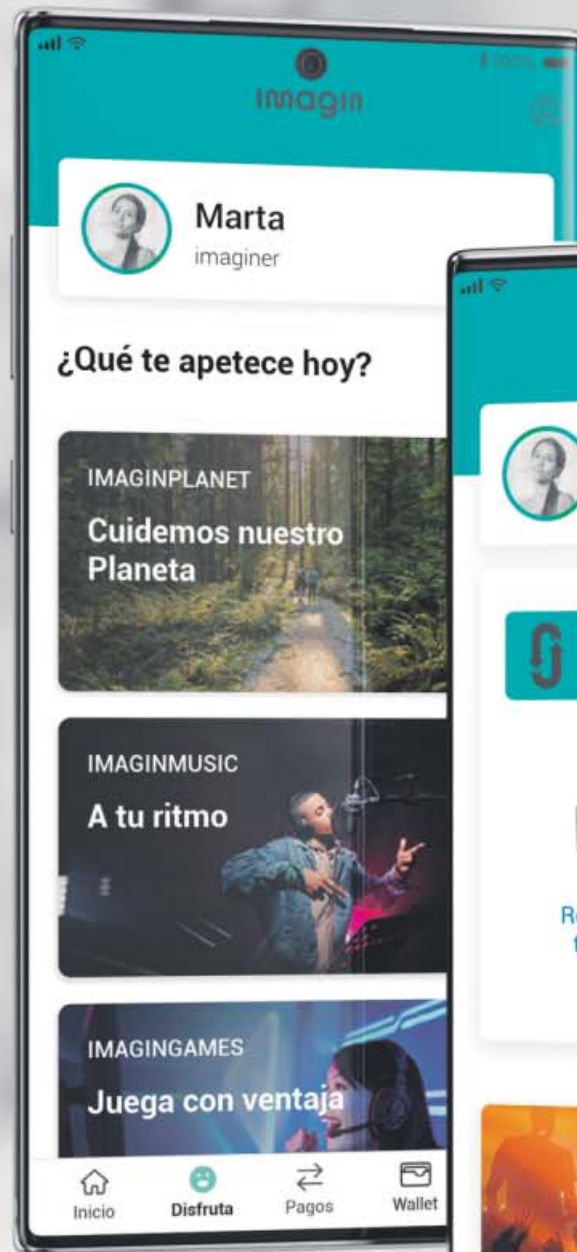 imagin
Marta
imaginer
¿Qué te apetece hoy?
IMAGINPLANET
Cuidemos nuestro
Planeta
IMAGINMUSIC
A tu ritmo
IMAGINGAMES
Juega con ventaja
Inicio
Disfruta
Pagos
Wallet